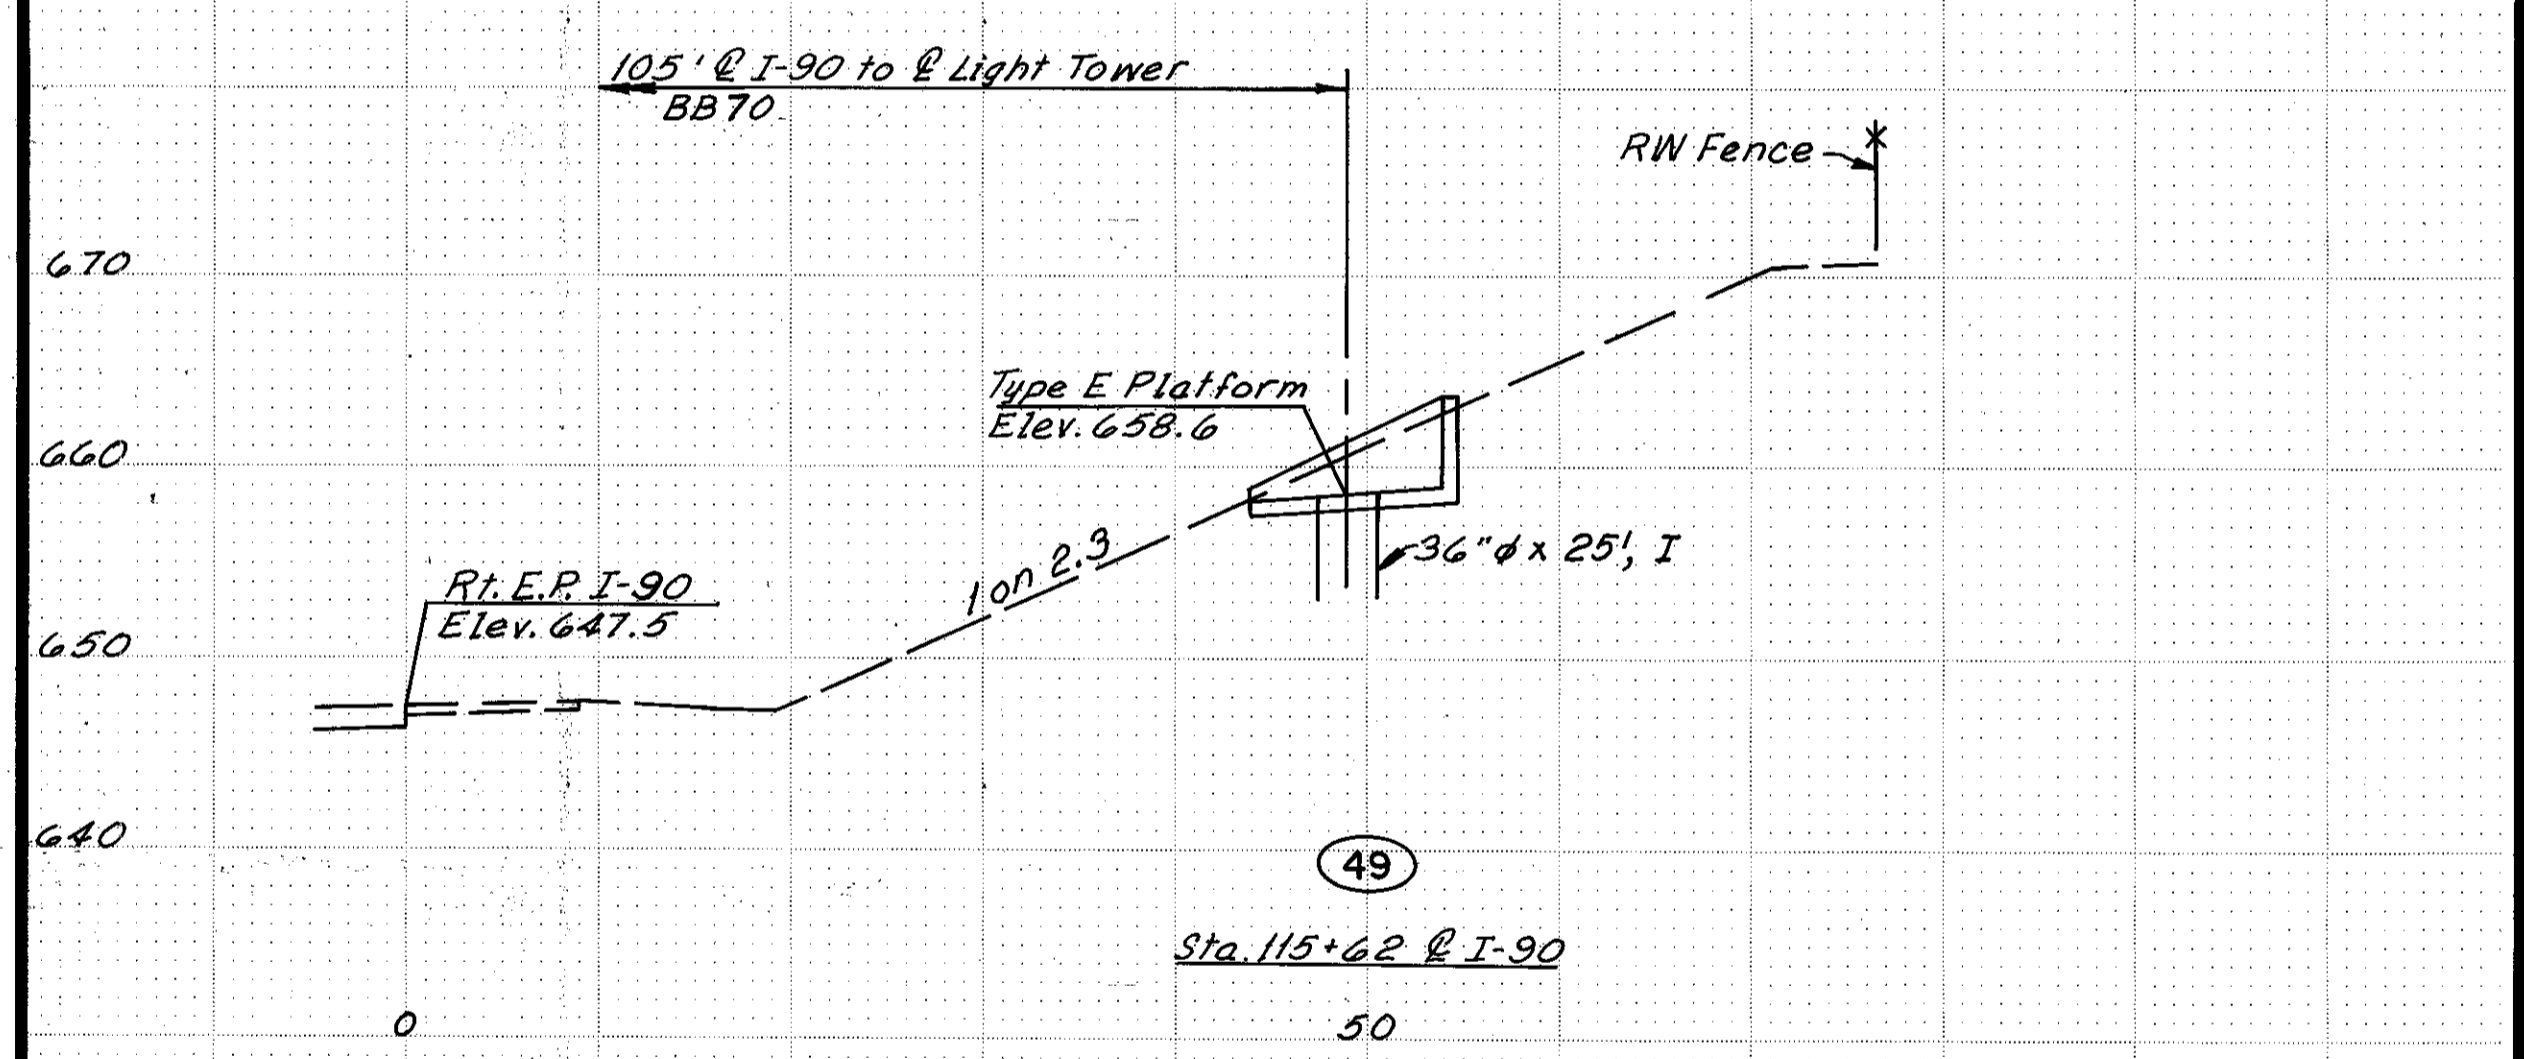 105' ℄ I-90 to ℄ Light Tower
BB70
RW Fence
670
Type E Platform
Elev. 658.6
660
1 on 2.3
36"φ x 25', I
Rt. E.P. I-90
Elev. 647.5
650
640
49
Sta. 115+62 ℄ I-90
0
50